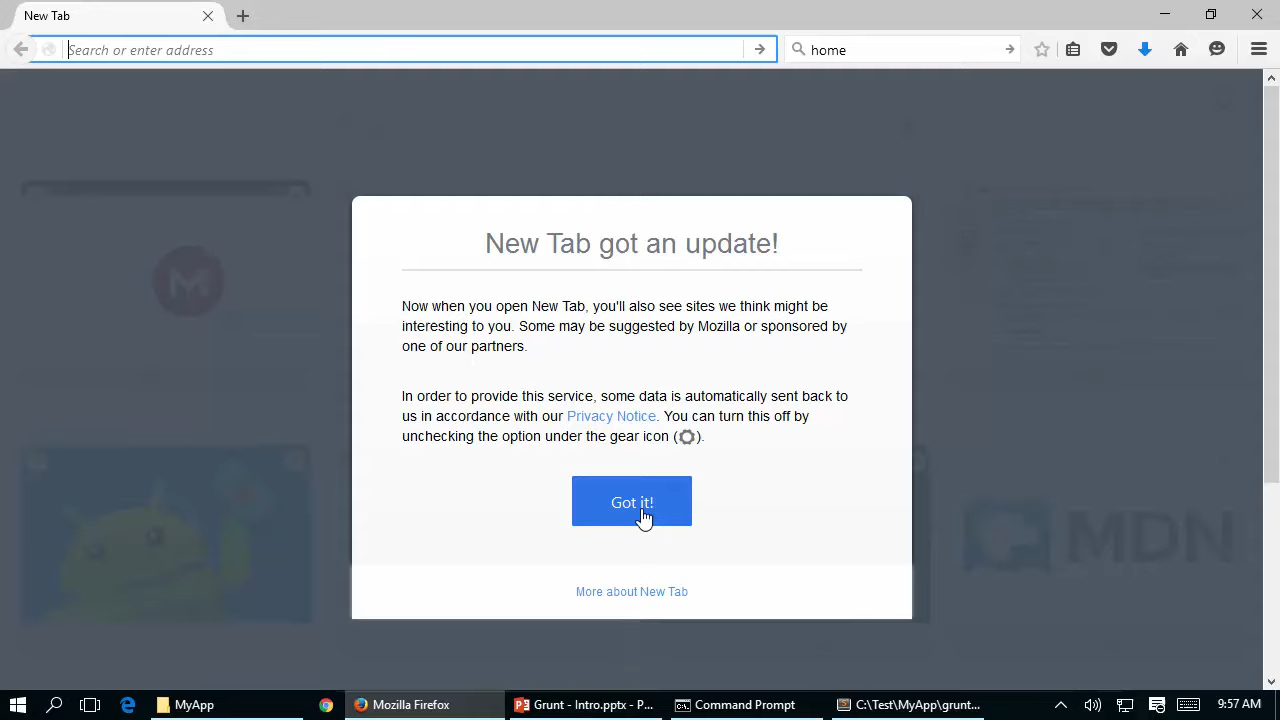 New Tab
Search or enter address
home
New Tab got an update!
Now when you open New Tab, you'll also see sites we think might be
interesting to you. Some may be suggested by Mozilla or sponsored by
one of our partners.
In order to provide this service, some data is automatically sent back to
us in accordance with our Privacy Notice. You can turn this off by
unchecking the option under the gear icon ( ).
Got it!
More about New Tab
M
MDN
MyApp
Mozilla Firefox
Grunt - Intro.pptx - P...
Command Prompt
C:\Test\MyApp\grunt...
9:57 AM